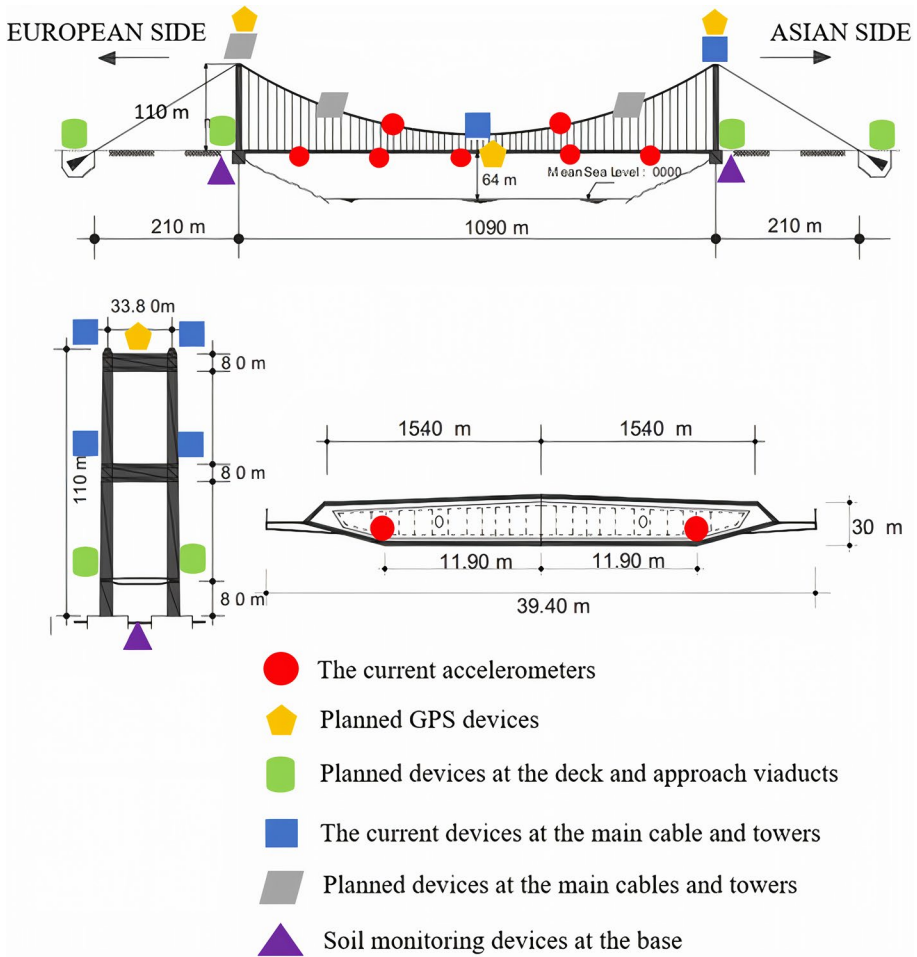 EUROPEAN SIDE
ASIAN SIDE
110 m
64 m
Mean Sea Level : 0000
210 m
1090 m
210 m
33.8 0m
8 0 m
8 0 m
110 m
8 0 m
1540 m
1540 m
0
0
30 m
11.90 m
11.90 m
39.40 m
The current accelerometers
Planned GPS devices
Planned devices at the deck and approach viaducts
The current devices at the main cable and towers
Planned devices at the main cables and towers
Soil monitoring devices at the base